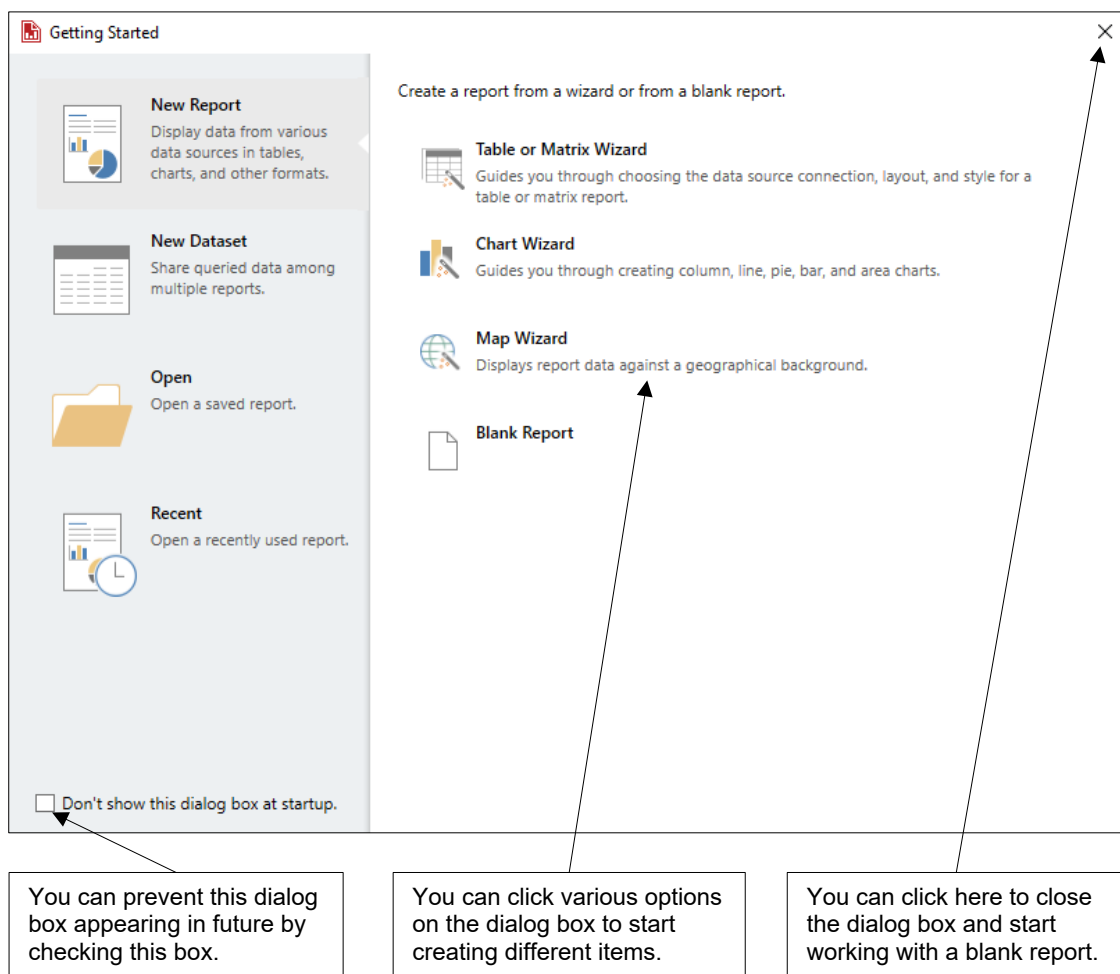 Getting Started
New Report
Display data from various
data sources in tables,
charts, and other formats.
New Dataset
Share queried data among
multiple reports.
Open
Open a saved report.
Recent
Open a recently used report.
Don't show this dialog box at startup.
Create a report from a wizard or from a blank report.
Table or Matrix Wizard
Guides you through choosing the data source connection, layout, and style for a
table or matrix report.
Chart Wizard
Guides you through creating column, line, pie, bar, and area charts.
Map Wizard
Displays report data against a geographical background.
Blank Report
You can prevent this dialog
box appearing in future by
checking this box.
You can click various options
on the dialog box to start
creating different items.
You can click here to close
the dialog box and start
working with a blank report.